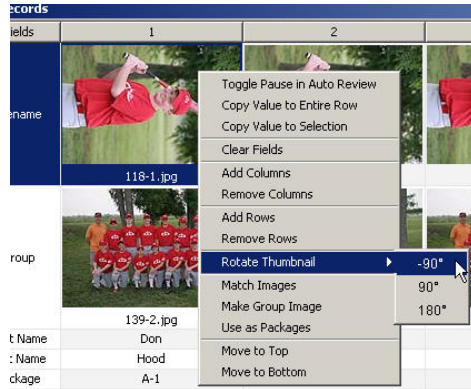 ecords
ields
1
2
ename
118-1.jpg
roup
139-2.jpg
t Name
Don
: Name
Hood
ckage
A-1
Toggle Pause in Auto Review
Copy Value to Entire Row
Copy Value to Selection
Clear Fields
Add Columns
Remove Columns
Add Rows
Remove Rows
Rotate Thumbnail
Match Images
Make Group Image
Use as Packages
Move to Top
Move to Bottom
-90°
90°
180°